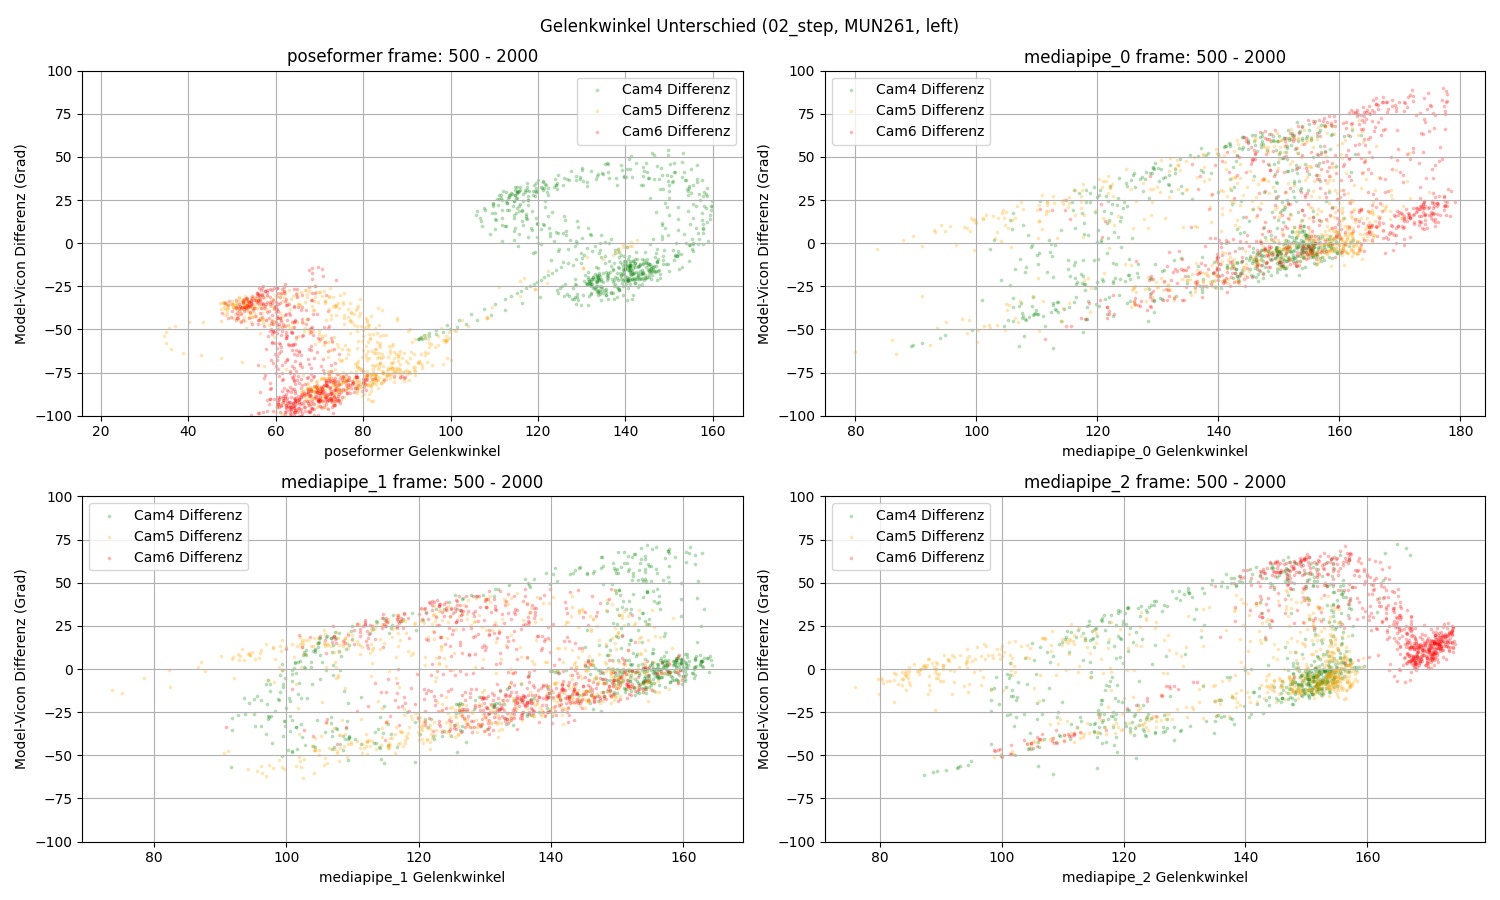 Gelenkwinkel Unterschied (02_step, MUN261, left)
poseformer frame: 500 - 2000
100
75
50
25
0
−25
−50
−75
−100
Model-Vicon Differenz (Grad)
Cam4 Differenz
Cam5 Differenz
Cam6 Differenz
20 40 60 80 100 120 140 160
poseformer Gelenkwinkel
mediapipe_0 frame: 500 - 2000
100
75
50
25
0
−25
−50
−75
−100
Model-Vicon Differenz (Grad)
Cam4 Differenz
Cam5 Differenz
Cam6 Differenz
80 100 120 140 160 180
mediapipe_0 Gelenkwinkel
mediapipe_1 frame: 500 - 2000
100
75
50
25
0
−25
−50
−75
−100
Model-Vicon Differenz (Grad)
Cam4 Differenz
Cam5 Differenz
Cam6 Differenz
80 100 120 140 160
mediapipe_1 Gelenkwinkel
mediapipe_2 frame: 500 - 2000
100
75
50
25
0
−25
−50
−75
−100
Model-Vicon Differenz (Grad)
Cam4 Differenz
Cam5 Differenz
Cam6 Differenz
80 100 120 140 160
mediapipe_2 Gelenkwinkel